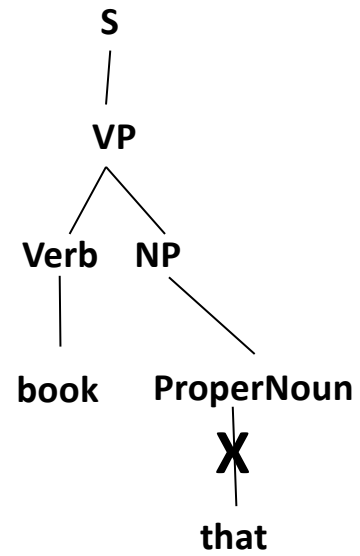 S
VP
Verb NP
book ProperNoun
X
that